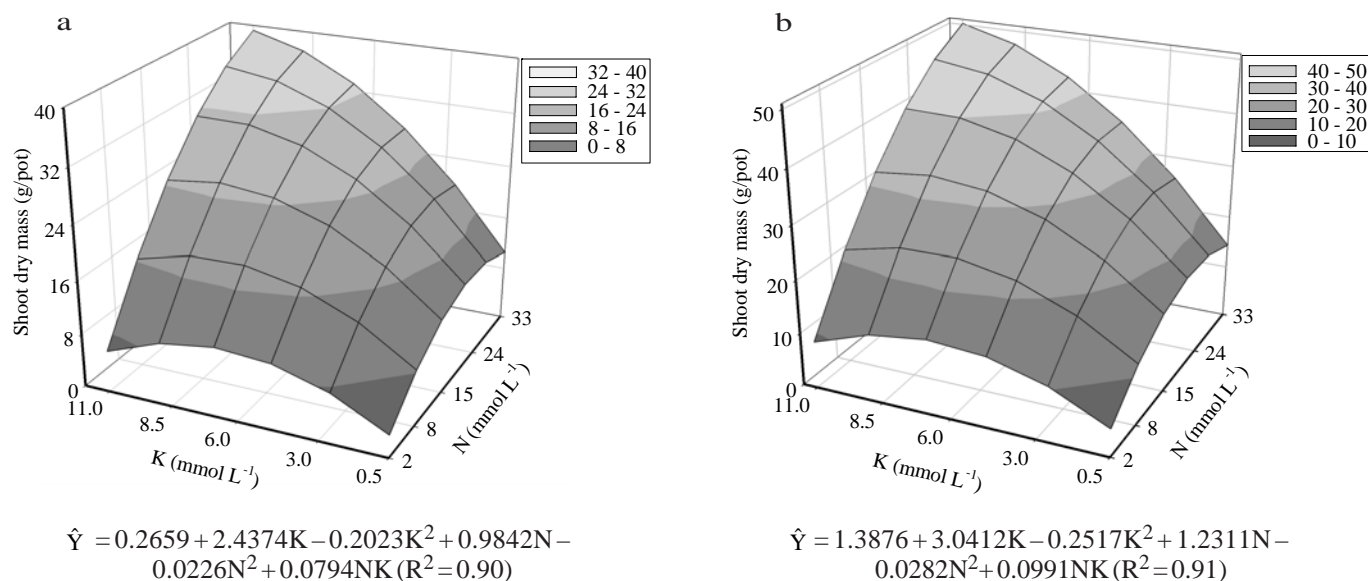 a
32 - 40
24 - 32
16 - 24
8 - 16
0 - 8
Shoot dry mass (g/pot)
40
32
24
16
8
0
11.0
8.5
6.0
3.0
0.5
K (mmol L⁻¹)
2
8
15
24
33
N (mmol L⁻¹)
Ŷ = 0.2659 + 2.4374K – 0.2023K² + 0.9842N –
0.0226N² + 0.0794NK (R² = 0.90)
b
40 - 50
30 - 40
20 - 30
10 - 20
0 - 10
Shoot dry mass (g/pot)
50
40
30
20
10
0
11.0
8.5
6.0
3.0
0.5
K (mmol L⁻¹)
2
8
15
24
33
N (mmol L⁻¹)
Ŷ = 1.3876 + 3.0412K – 0.2517K² + 1.2311N –
0.0282N² + 0.0991NK (R² = 0.91)